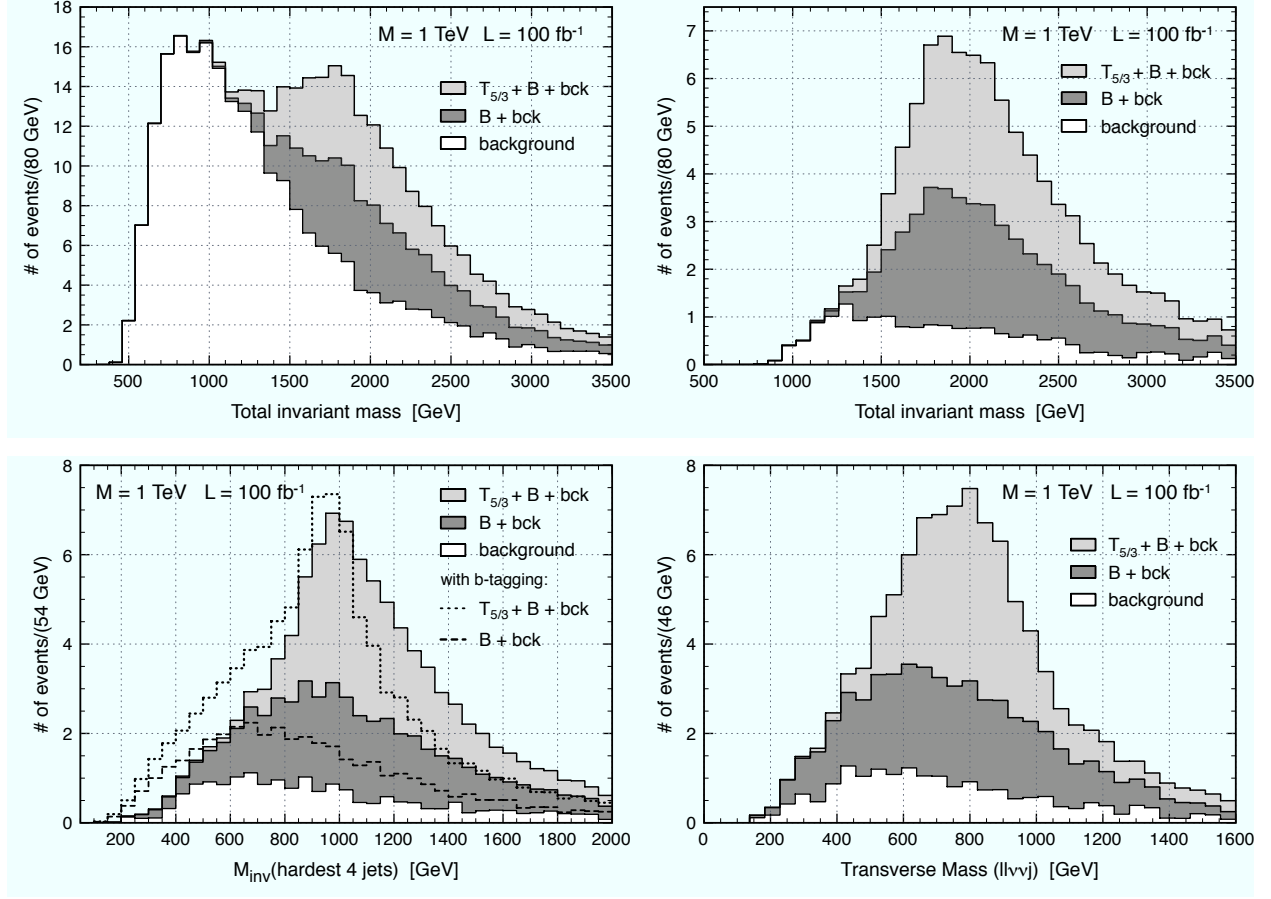 M = 1 TeV L = 100 fb-1
T5/3 + B + bck
B + bck
background
# of events/(80 GeV)
18
16
14
12
10
8
6
4
2
0
500 1000 1500 2000 2500 3000 3500
Total invariant mass [GeV]
M = 1 TeV L = 100 fb-1
T5/3 + B + bck
B + bck
background
# of events/(80 GeV)
7
6
5
4
3
2
1
0
500 1000 1500 2000 2500 3000 3500
Total invariant mass [GeV]
M = 1 TeV L = 100 fb-1
T5/3 + B + bck
B + bck
background
with b-tagging:
T5/3 + B + bck
B + bck
# of events/(54 GeV)
8
6
4
2
0
200 400 600 800 1000 1200 1400 1600 1800 2000
Minv(hardest 4 jets) [GeV]
M = 1 TeV L = 100 fb-1
T5/3 + B + bck
B + bck
background
# of events/(46 GeV)
8
6
4
2
0
0 200 400 600 800 1000 1200 1400 1600
Transverse Mass (llννj) [GeV]